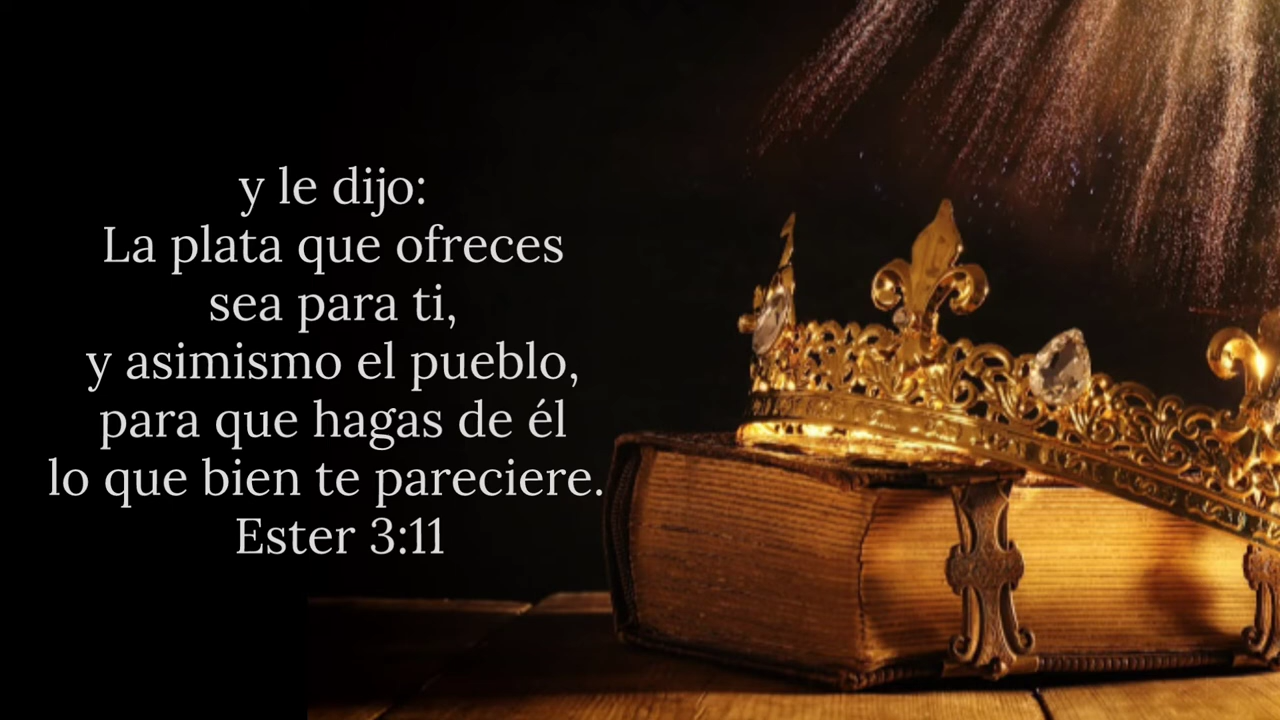 y le dijo:
La plata que ofreces
sea para ti,
y asimismo el pueblo,
para que hagas de él
lo que bien te pareciere.
Ester 3:11